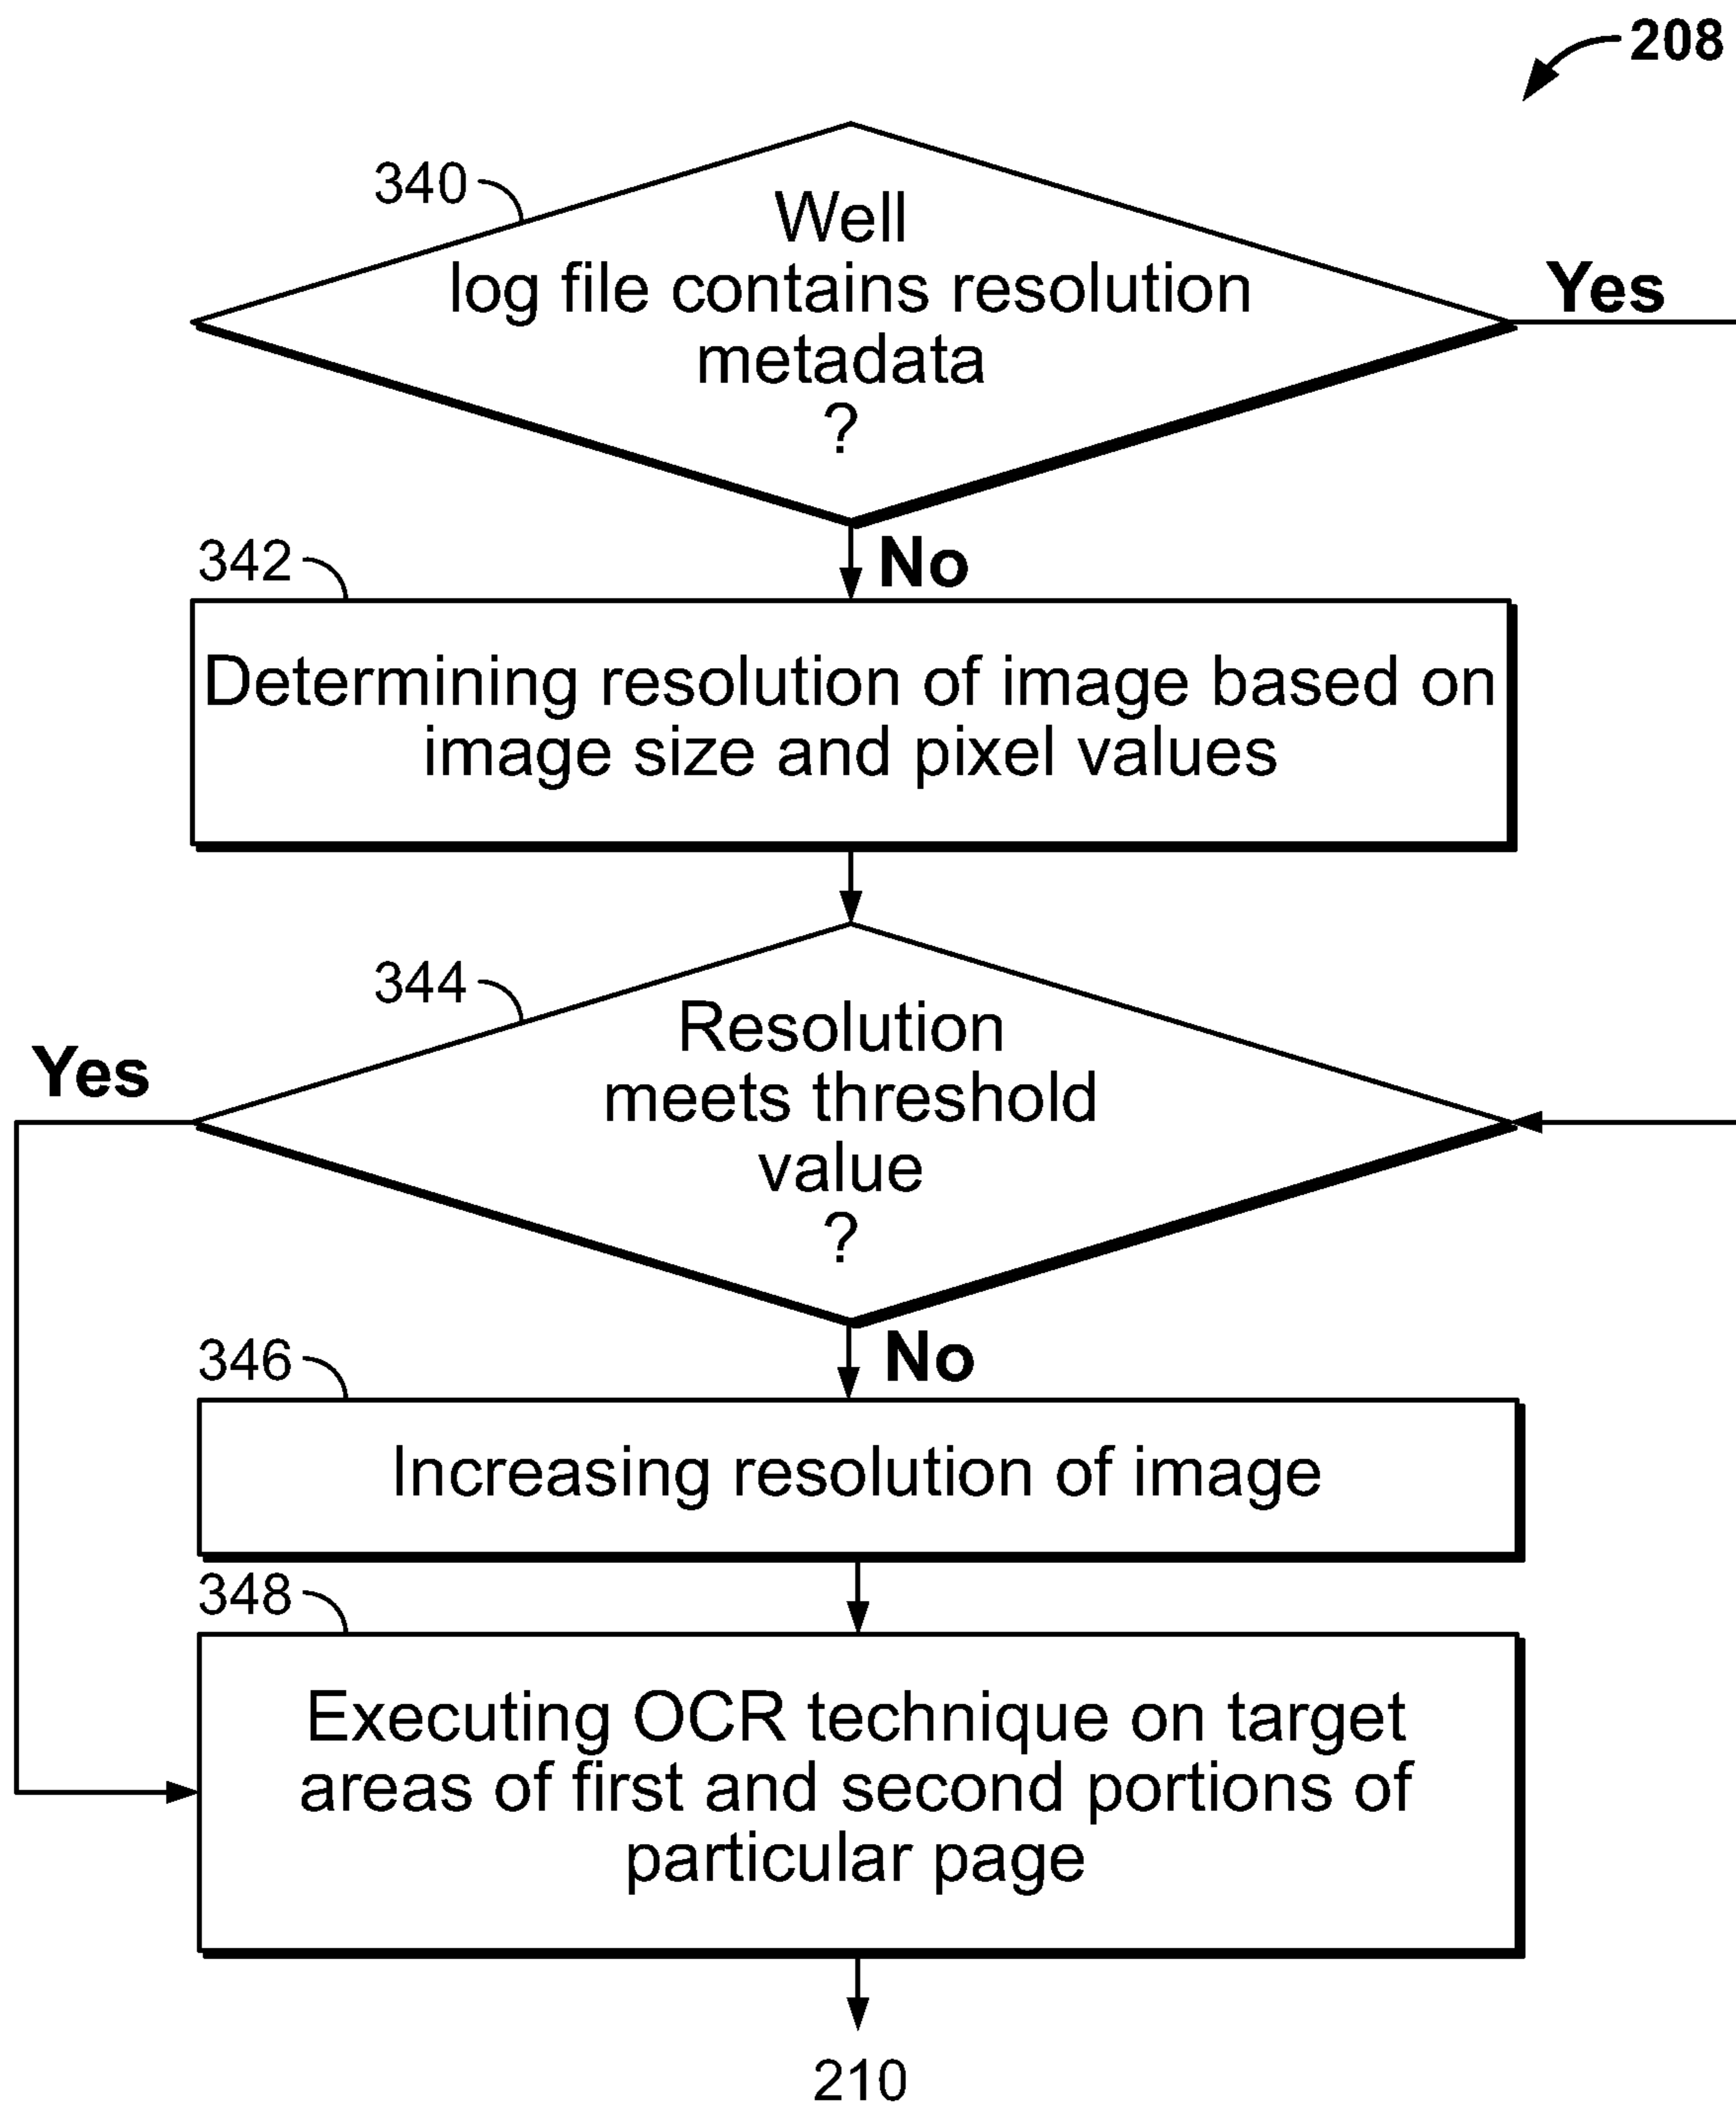 208
340
Well
log file contains resolution
metadata
?
Yes
No
342
Determining resolution of image based on
image size and pixel values
344
Resolution
meets threshold
value
?
Yes
No
346
Increasing resolution of image
348
Executing OCR technique on target
areas of first and second portions of
particular page
210